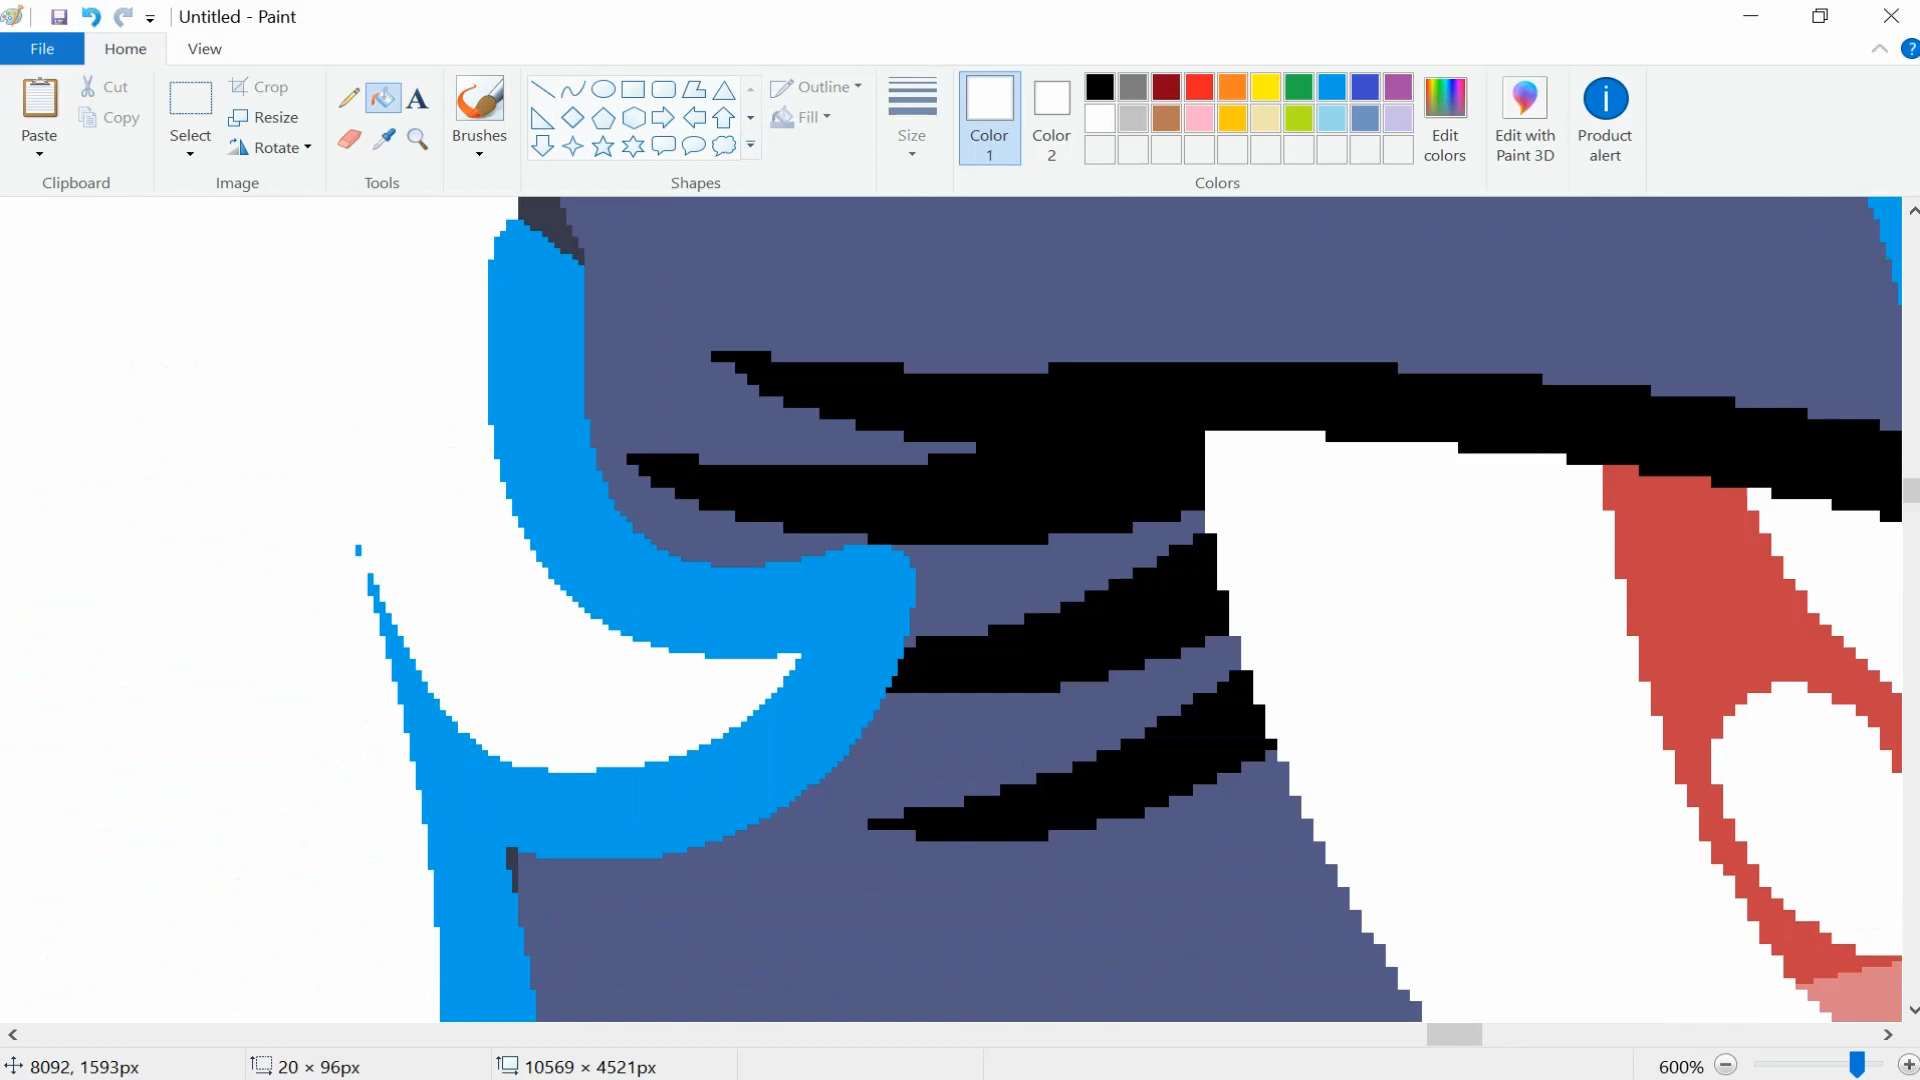 Untitled - Paint
File Home View
Paste
Cut
Copy
Clipboard
Select
Crop
Resize
Rotate
Image
A
Tools
Brushes
Outline
Fill
Shapes
Size
Color 1
Color 2
Edit colors
Colors
Edit with Paint 3D
Product alert
8092, 1593px 20 × 96px 10569 × 4521px 600%